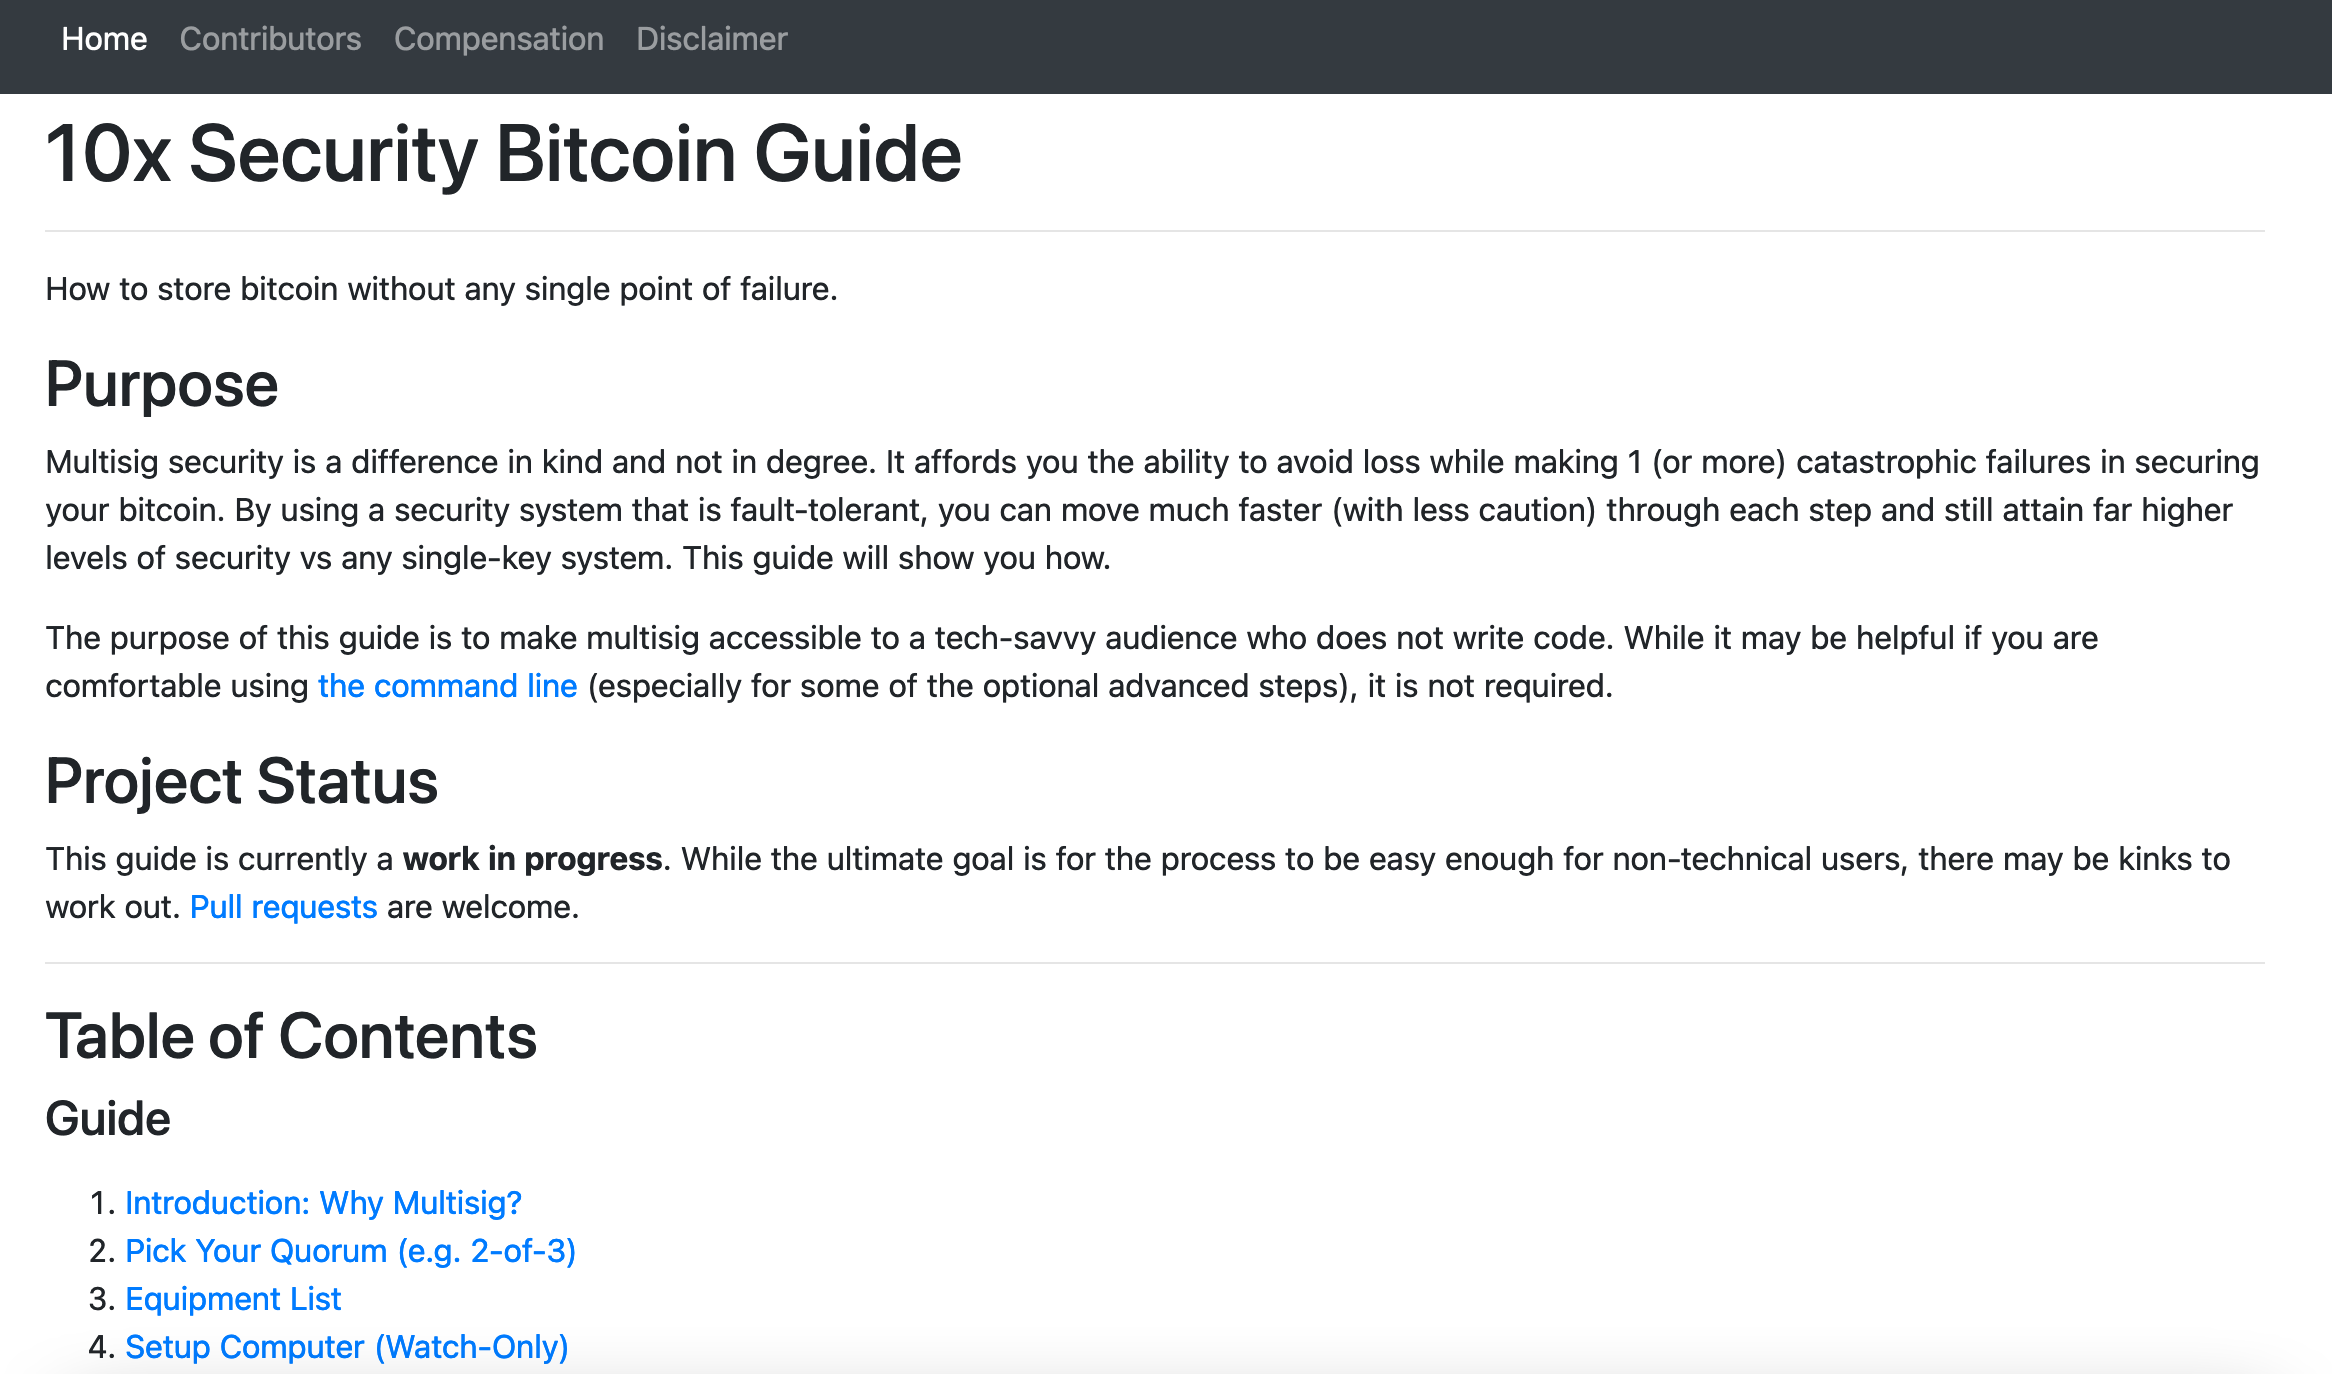 Home Contributors Compensation Disclaimer
10x Security Bitcoin Guide
How to store bitcoin without any single point of failure.
Purpose
Multisig security is a difference in kind and not in degree. It affords you the ability to avoid loss while making 1 (or more) catastrophic failures in securing
your bitcoin. By using a security system that is fault-tolerant, you can move much faster (with less caution) through each step and still attain far higher
levels of security vs any single-key system. This guide will show you how.
The purpose of this guide is to make multisig accessible to a tech-savvy audience who does not write code. While it may be helpful if you are
comfortable using the command line (especially for some of the optional advanced steps), it is not required.
Project Status
This guide is currently a work in progress. While the ultimate goal is for the process to be easy enough for non-technical users, there may be kinks to
work out. Pull requests are welcome.
Table of Contents
Guide
1. Introduction: Why Multisig?
2. Pick Your Quorum (e.g. 2-of-3)
3. Equipment List
4. Setup Computer (Watch-Only)